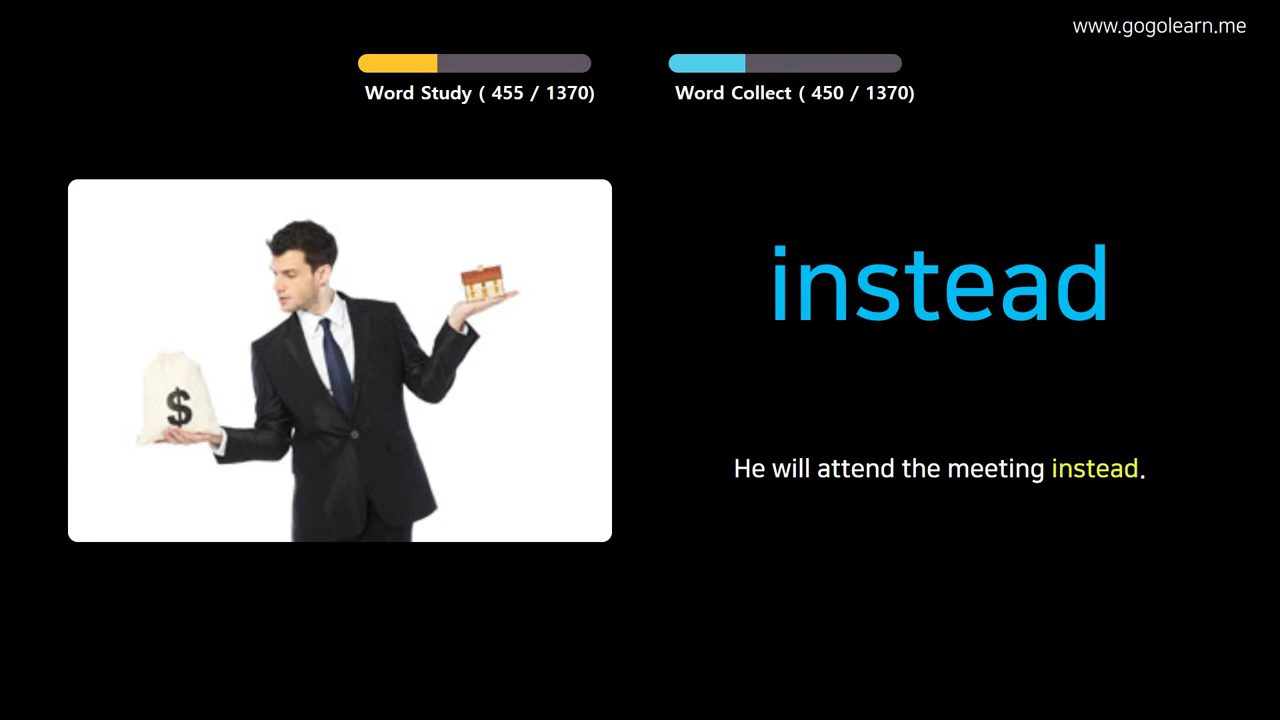 www.gogolearn.me
Word Study ( 455 / 1370)
Word Collect ( 450 / 1370)
instead
$
He will attend the meeting instead.